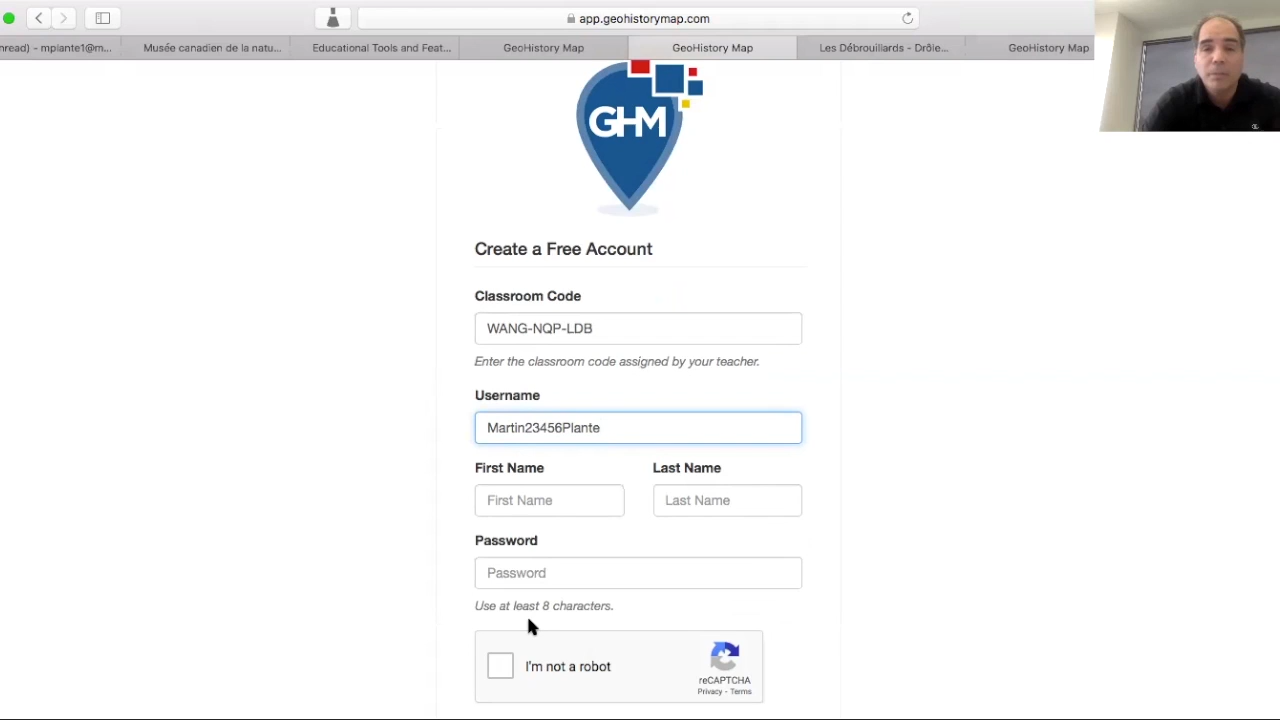 app.geohistorymap.com
nread) - mplante1@m...
Musée canadien de la natu...
Educational Tools and Feat...
GeoHistory Map
GeoHistory Map
Les Débrouillards - Drôle...
GeoHistory Map
GHM
Create a Free Account
Classroom Code
WANG-NQP-LDB
Enter the classroom code assigned by your teacher.
Username
Martin23456Plante
First Name
Last Name
First Name
Last Name
Password
Password
Use at least 8 characters.
I'm not a robot
reCAPTCHA
Privacy - Terms